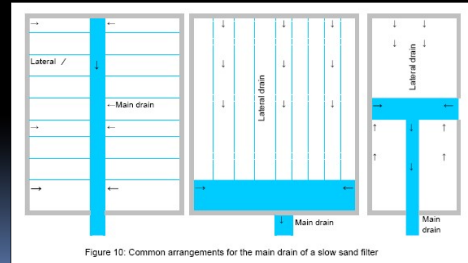 Lateral
Main drain
Lateral drain
Main drain
Lateral drain
Main
drain
Figure 10: Common arrangements for the main drain of a slow sand filter